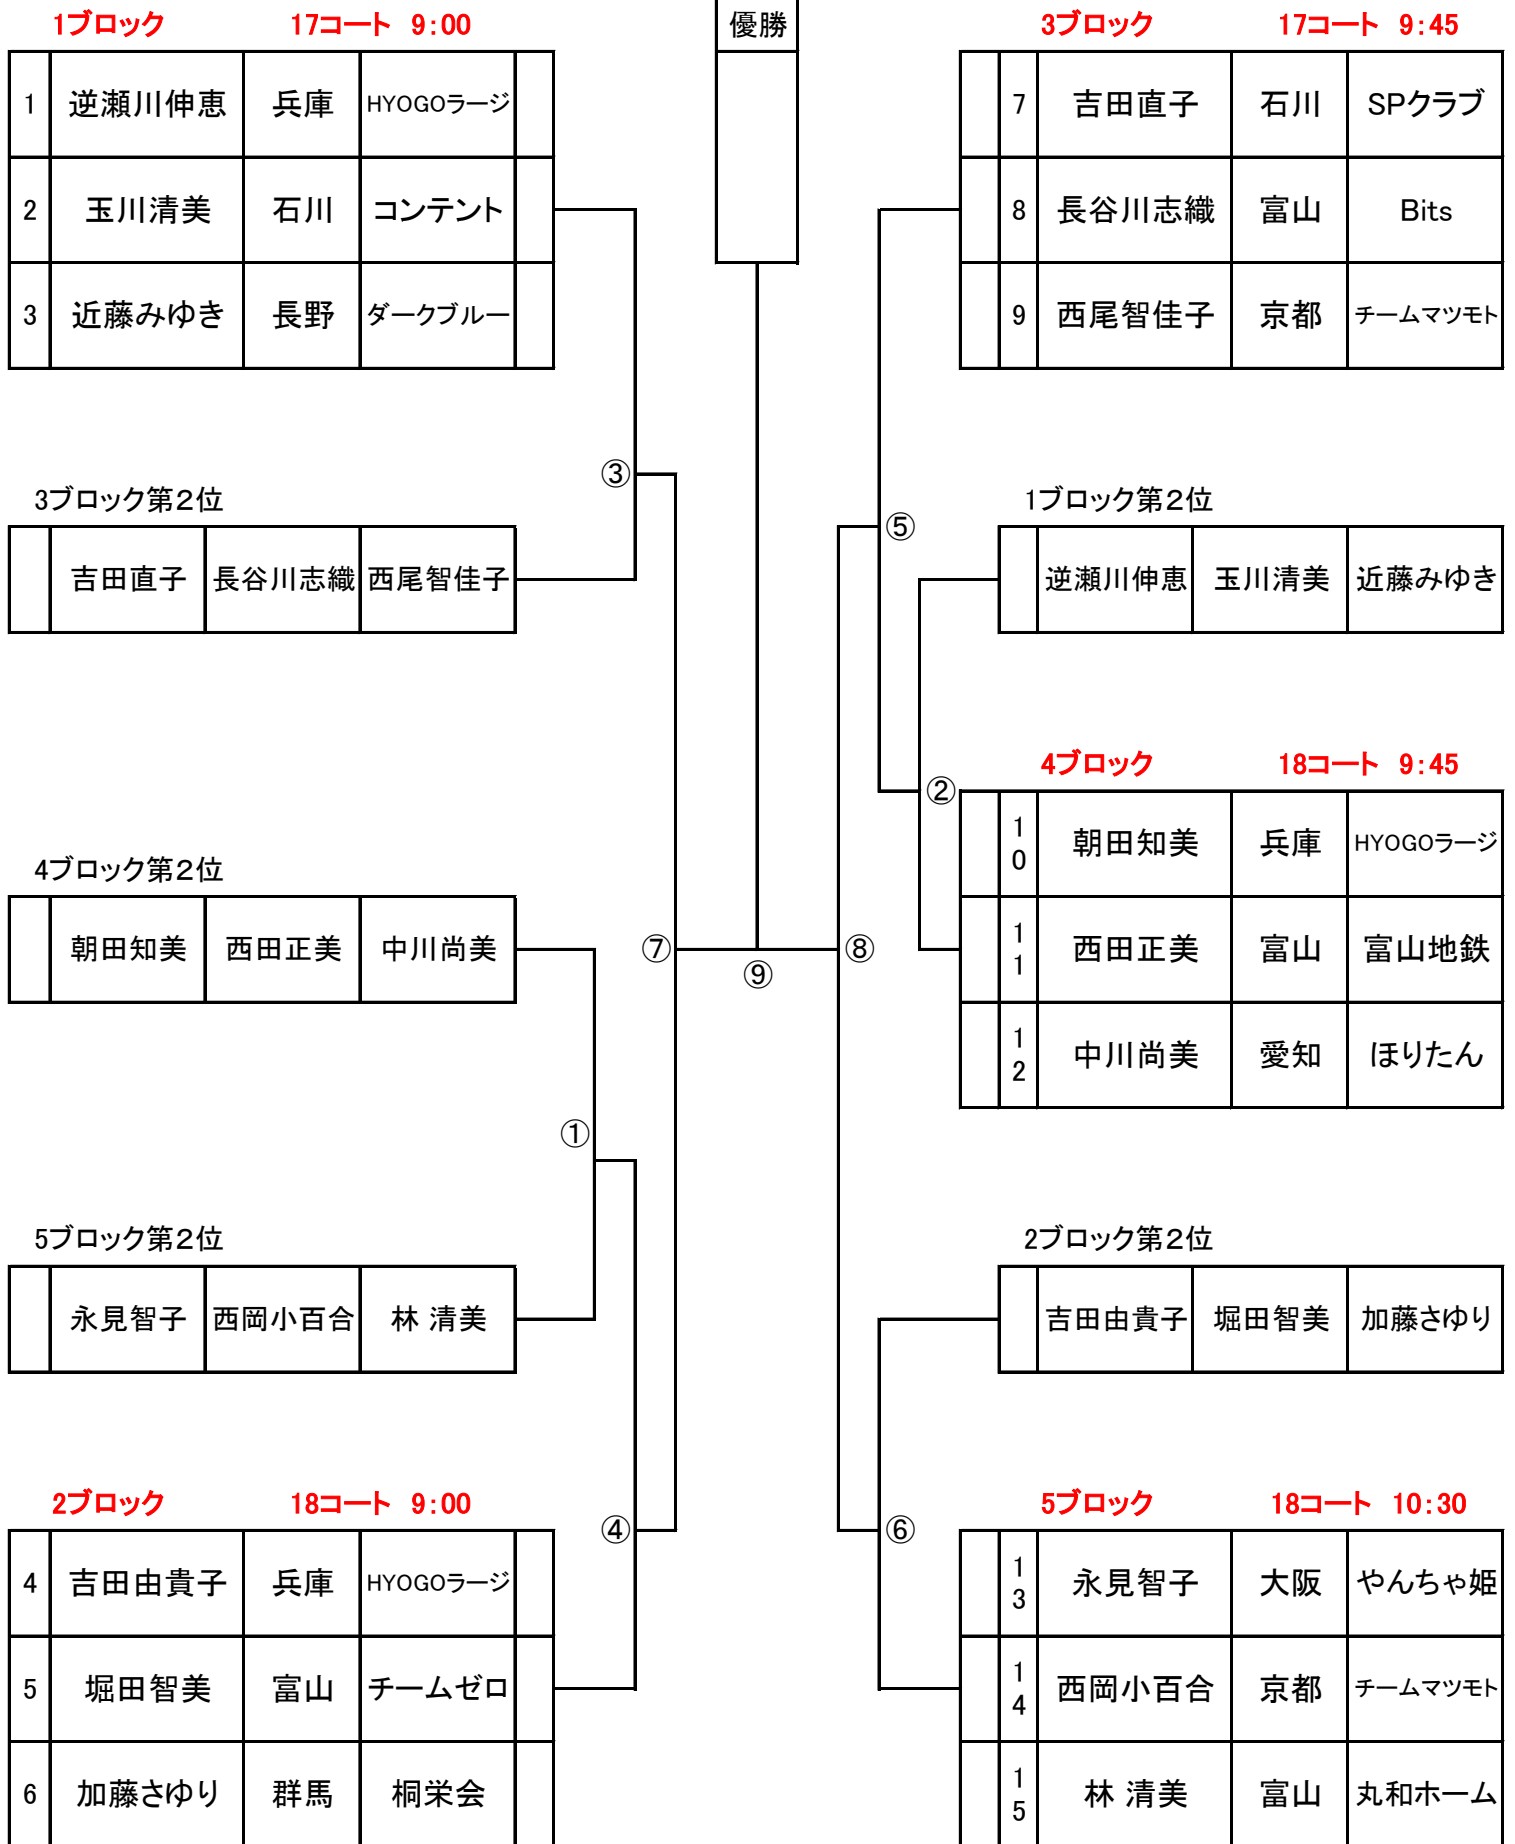 1ブロック 17コート 9:00
1 逆瀬川伸恵 兵庫 HYOGOラージ
2 玉川清美 石川 コンテント
3 近藤みゆき 長野 ダークブルー
3ブロック第2位
吉田直子 長谷川志織 西尾智佳子
③
4ブロック第2位
朝田知美 西田正美 中川尚美
①
5ブロック第2位
永見智子 西岡小百合 林 清美
2ブロック 18コート 9:00
④
4 吉田由貴子 兵庫 HYOGOラージ
5 堀田智美 富山 チームゼロ
6 加藤さゆり 群馬 桐栄会
優勝
⑦
⑨
⑧
3ブロック 17コート 9:45
7 吉田直子 石川 SPクラブ
8 長谷川志織 富山 Bits
9 西尾智佳子 京都 チームマツモト
1ブロック第2位
⑤
逆瀬川伸恵 玉川清美 近藤みゆき
4ブロック 18コート 9:45
②
10 朝田知美 兵庫 HYOGOラージ
11 西田正美 富山 富山地鉄
12 中川尚美 愛知 ほりたん
2ブロック第2位
吉田由貴子 堀田智美 加藤さゆり
5ブロック 18コート 10:30
⑥
13 永見智子 大阪 やんちゃ姫
14 西岡小百合 京都 チームマツモト
15 林 清美 富山 丸和ホーム